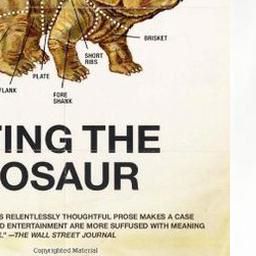 BRISKET
SHORT
RIBS
PLATE
FLANK
FORE
SHANK
TING THE
OSAUR
S RELENTLESSLY THOUGHTFUL PROSE MAKES A CASE
D ENTERTAINMENT ARE MORE SUFFUSED WITH MEANING
." —THE WALL STREET JOURNAL
Copyrighted Material